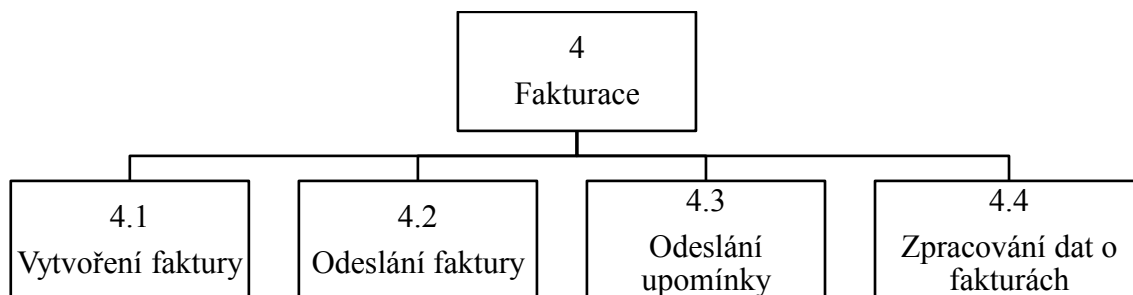 4
Fakturace
4.1
Vytvoření faktury
4.2
Odeslání faktury
4.3
Odeslání
upomínky
4.4
Zpracování dat o
fakturách